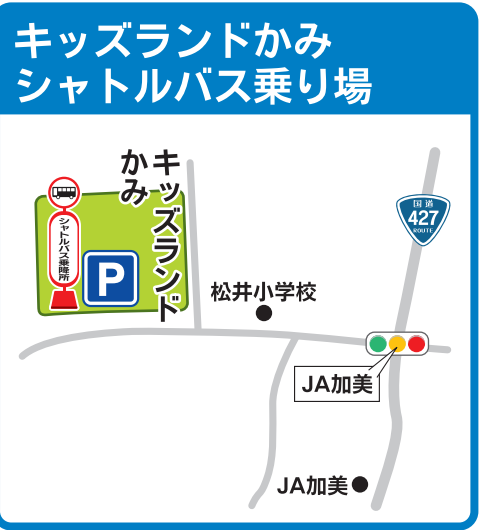 キッズランドかみ
シャトルバス乗り場
キッズランド
かみ
シャトルバス乗降所
P
国道
427
ROUTE
松井小学校
JA加美
JA加美